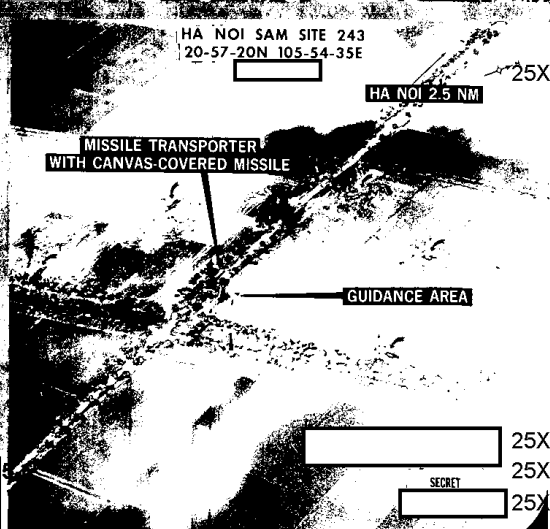 HA NOI SAM SITE 243
20-57-20N 105-54-35E
25X
HA NOI 2.5 NM
MISSILE TRANSPORTER
WITH CANVAS-COVERED MISSILE
GUIDANCE AREA
25X
25X
SECRET
25X